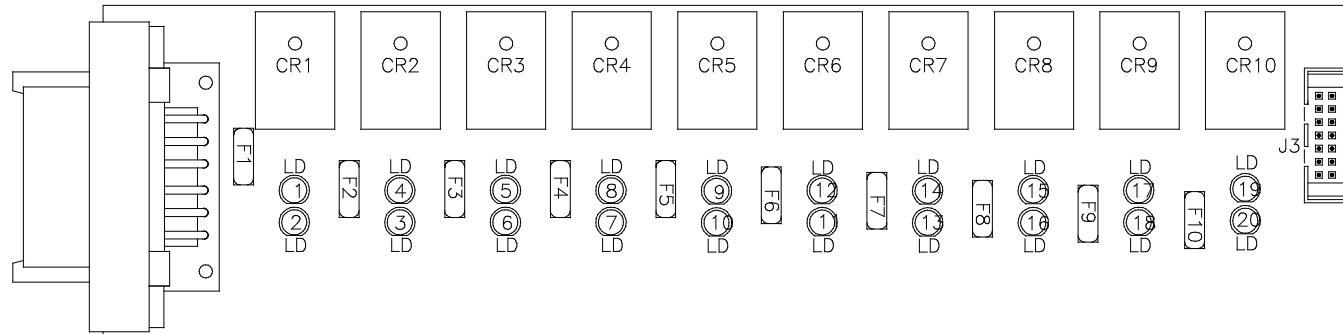 CR1 CR2 CR3 CR4 CR5 CR6 CR7 CR8 CR9 CR10
J3
F1 F2 F3 F4 F5 F6 F7 F8 F9 F10
LD LD LD LD LD LD LD LD LD LD
1 4 5 8 9 12 14 15 17 19
2 3 6 7 10 11 13 16 18 20
LD LD LD LD LD LD LD LD LD LD